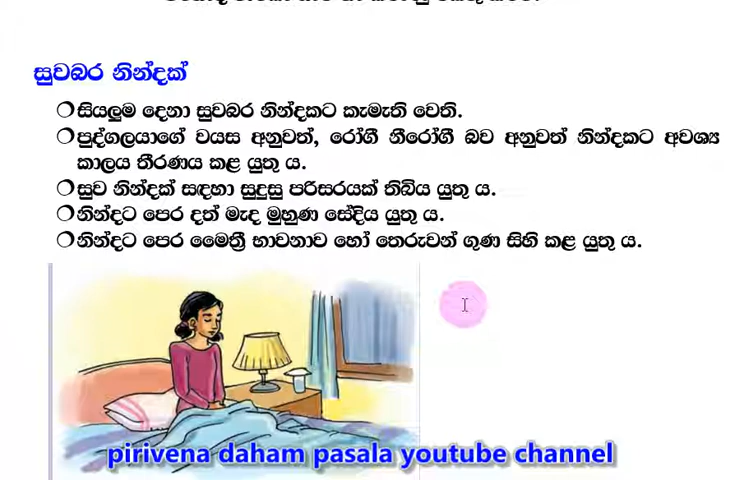 සුවබර නින්දක්
සියලුම දෙනා සුවබර නින්දකට කැමැති වෙති.
පුද්ගලයාගේ වයස අනුවත්, රෝගී නීරෝගී බව අනුවත් නින්දකට අවශ්‍ය
කාලය තීරණය කළ යුතු ය.
සුව නින්දක් සඳහා සුදුසු පරිසරයක් තිබිය යුතු ය.
නින්දට පෙර දත් මැද මුහුණ සේදිය යුතු ය.
නින්දට පෙර මෛත්‍රී භාවනාව හෝ තෙරුවන් ගුණ සිහි කළ යුතු ය.
pirivena daham pasala youtube channel